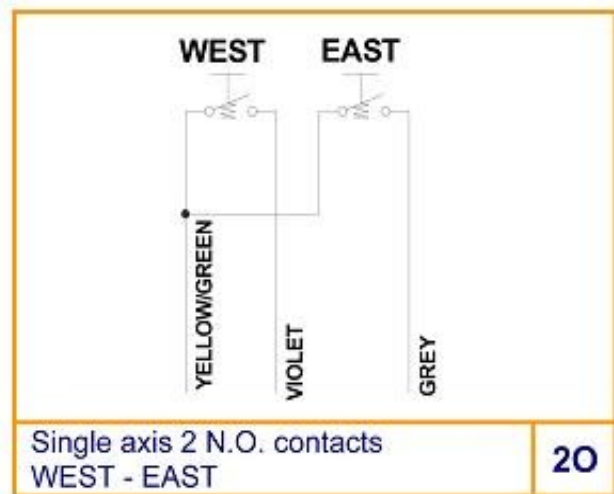 WEST EAST
YELLOW/GREEN
VIOLET
GREY
Single axis 2 N.O. contacts
WEST - EAST
2O